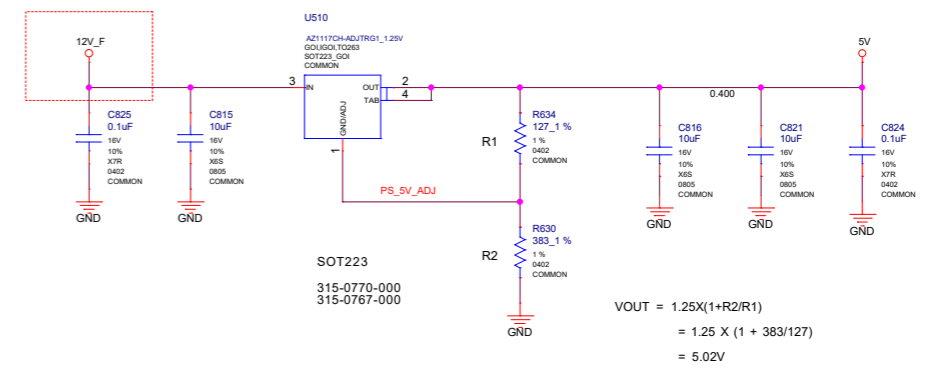 U510
AZ1117CH-ADJTRG1_1.25V
GOI,IGOI,TO263
SOT223_GOI
COMMON
12V_F
5V
3
IN
OUT
2
TAB
4
GND/ADJ
1
0.400
C825
0.1uF
16V
10%
X7R
0402
COMMON
GND
C815
10uF
16V
10%
X6S
0805
COMMON
GND
R1
R634
127_1 %
1 %
0402
COMMON
PS_5V_ADJ
R2
R630
383_1 %
1 %
0402
COMMON
GND
C816
10uF
16V
10%
X6S
0805
COMMON
GND
C821
10uF
16V
10%
X6S
0805
COMMON
GND
C824
0.1uF
16V
10%
X7R
0402
COMMON
GND
SOT223
315-0770-000
315-0767-000
VOUT = 1.25X(1+R2/R1)
= 1.25 X (1 + 383/127)
= 5.02V